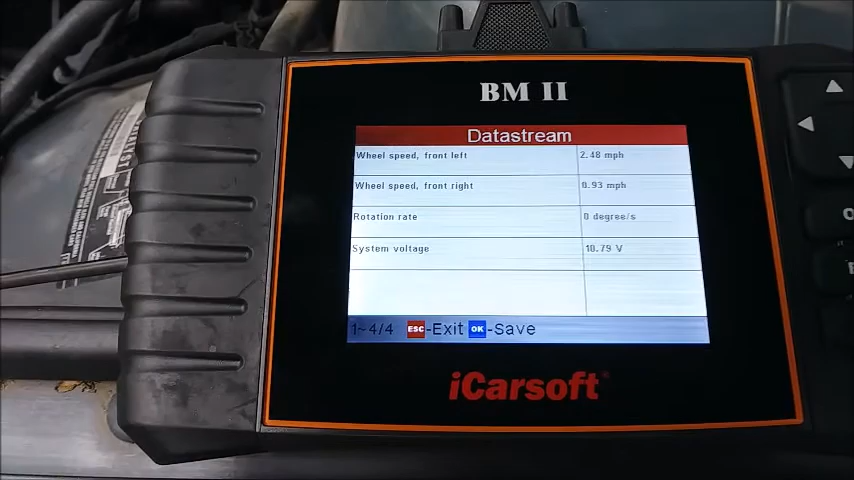 BM II
Datastream
Wheel speed, front left 2.48 mph
Wheel speed, front right 0.93 mph
Rotation rate 0 degree/s
System voltage 10.79 V
1~4/4 ESC-Exit OK-Save
iCarsoft